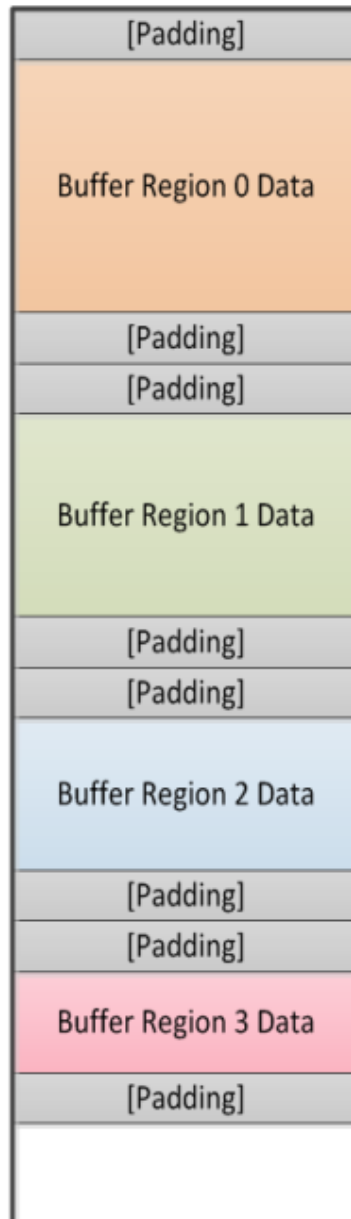 [Padding]
Buffer Region 0 Data
[Padding]
[Padding]
Buffer Region 1 Data
[Padding]
[Padding]
Buffer Region 2 Data
[Padding]
[Padding]
Buffer Region 3 Data
[Padding]